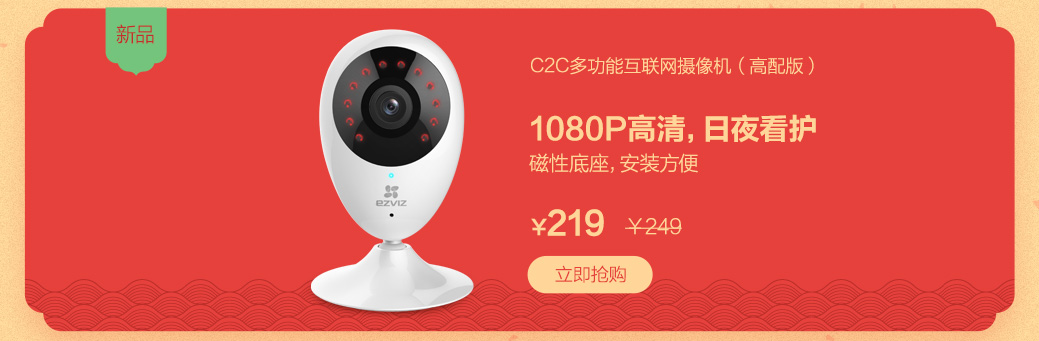 新品
C2C多功能互联网摄像机（高配版）
1080P高清，日夜看护
磁性底座，安装方便
¥219 ¥249
立即抢购
ezviz